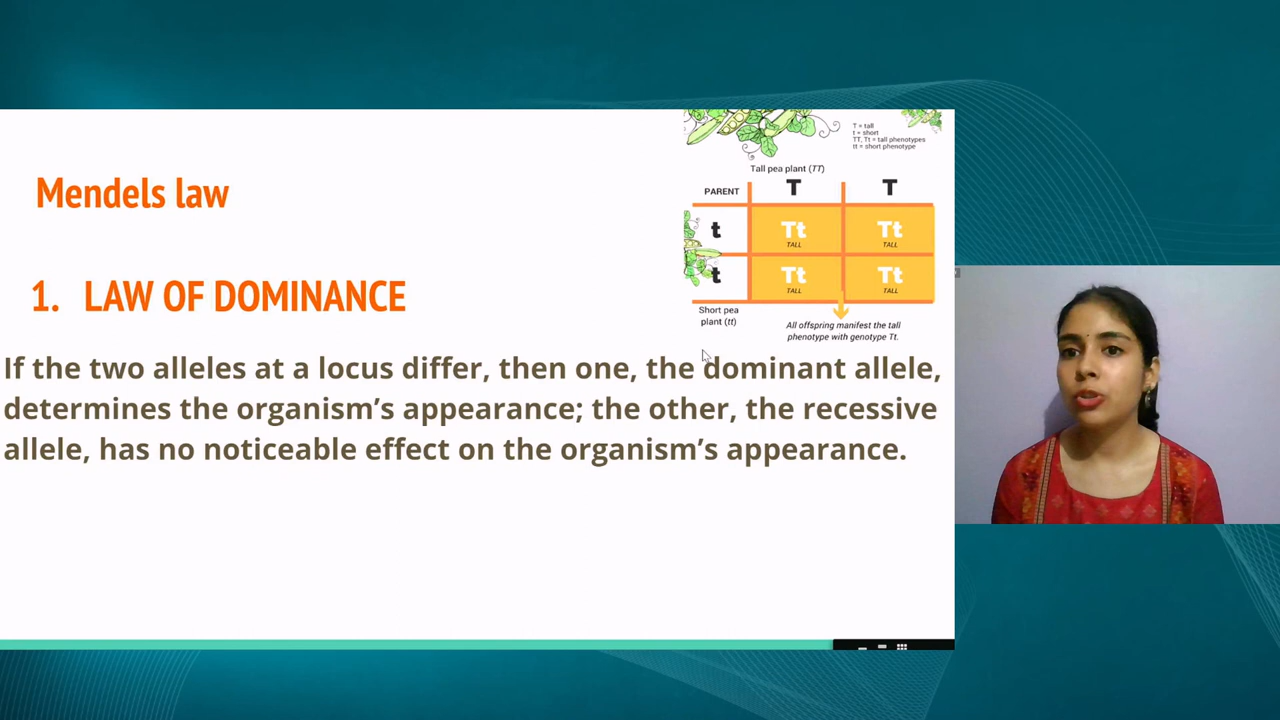 Mendels law
1. LAW OF DOMINANCE
If the two alleles at a locus differ, then one, the dominant allele,
determines the organism’s appearance; the other, the recessive
allele, has no noticeable effect on the organism’s appearance.
T = tall
t = short
TT, Tt = tall phenotypes
tt = short phenotype
Tall pea plant (TT)
PARENT T T
t Tt Tt
TALL TALL
t Tt Tt
TALL TALL
Short pea
plant (tt)
All offspring manifest the tall
phenotype with genotype Tt.